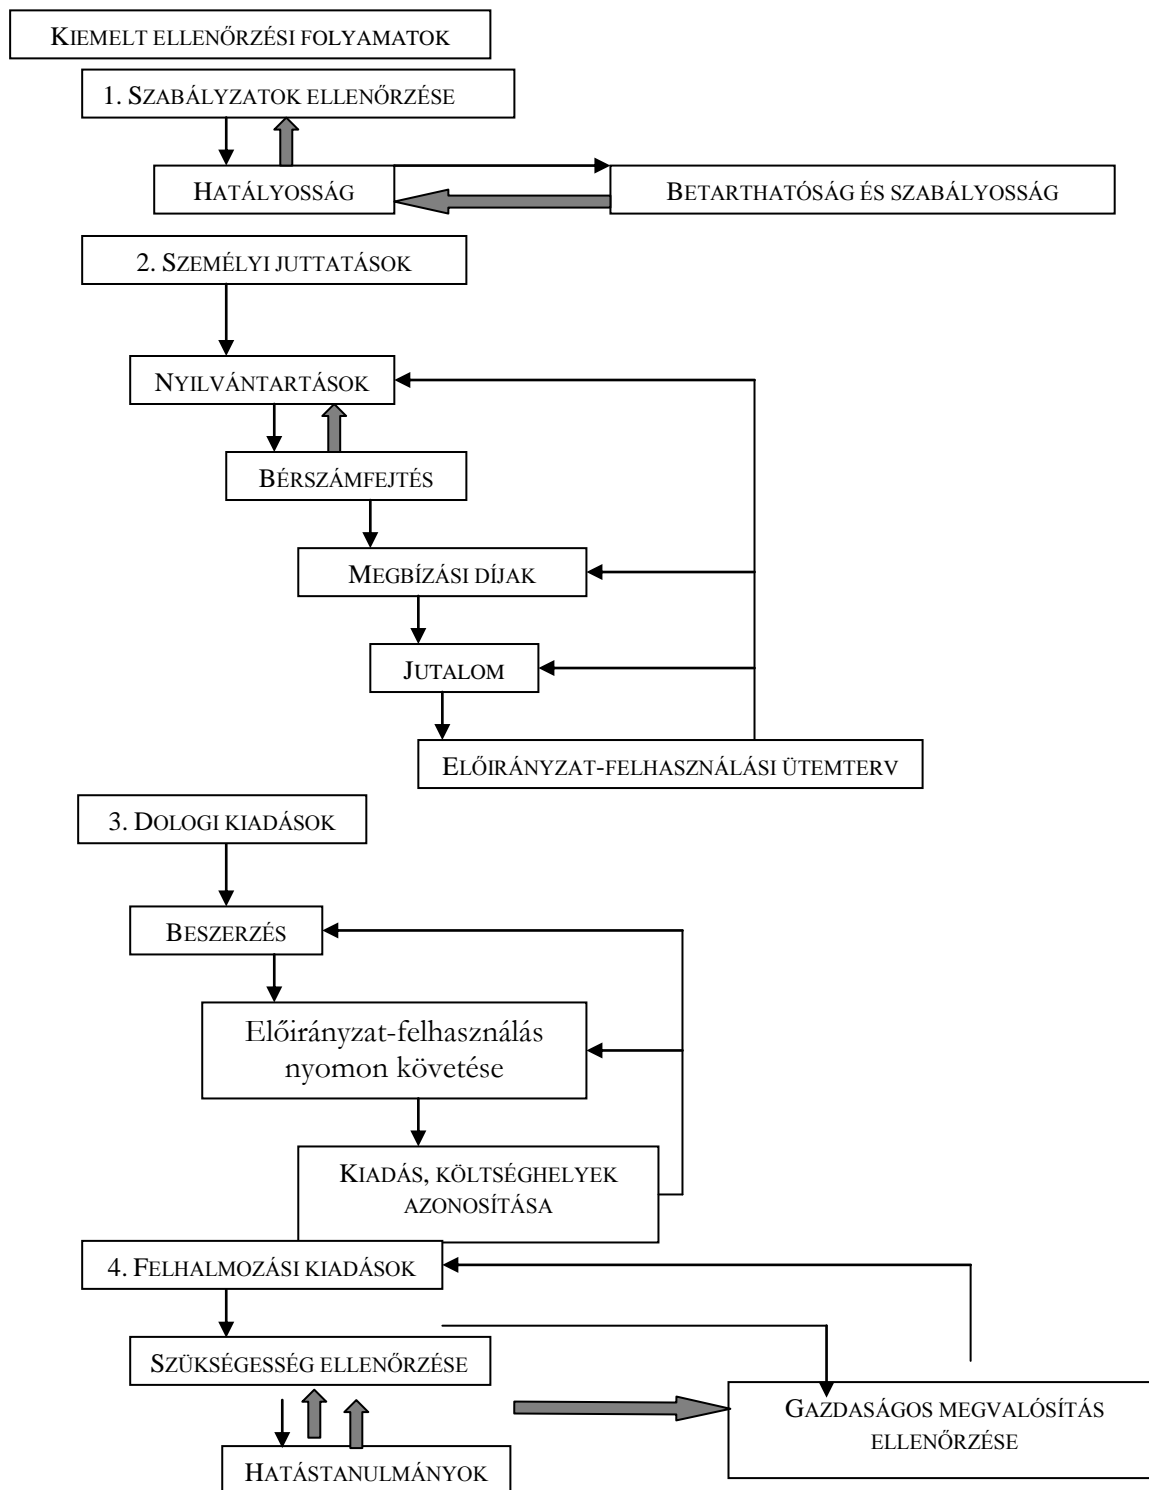 KIEMELT ELLENŐRZÉSI FOLYAMATOK
1. SZABÁLYZATOK ELLENŐRZÉSE
HATÁLYOSSÁG
BETARTHATÓSÁG ÉS SZABÁLYOSSÁG
2. SZEMÉLYI JUTTATÁSOK
NYILVÁNTARTÁSOK
BÉRSZÁMFEJTÉS
MEGBÍZÁSI DÍJAK
JUTALOM
ELŐIRÁNYZAT-FELHASZNÁLÁSI ÜTEMTERV
3. DOLOGI KIADÁSOK
BESZERZÉS
Előirányzat-felhasználás
nyomon követése
KIADÁS, KÖLTSÉGHELYEK
AZONOSÍTÁSA
4. FELHALMOZÁSI KIADÁSOK
SZÜKSÉGESSÉG ELLENŐRZÉSE
GAZDASÁGOS MEGVALÓSÍTÁS
ELLENŐRZÉSE
HATÁSTANULMÁNYOK